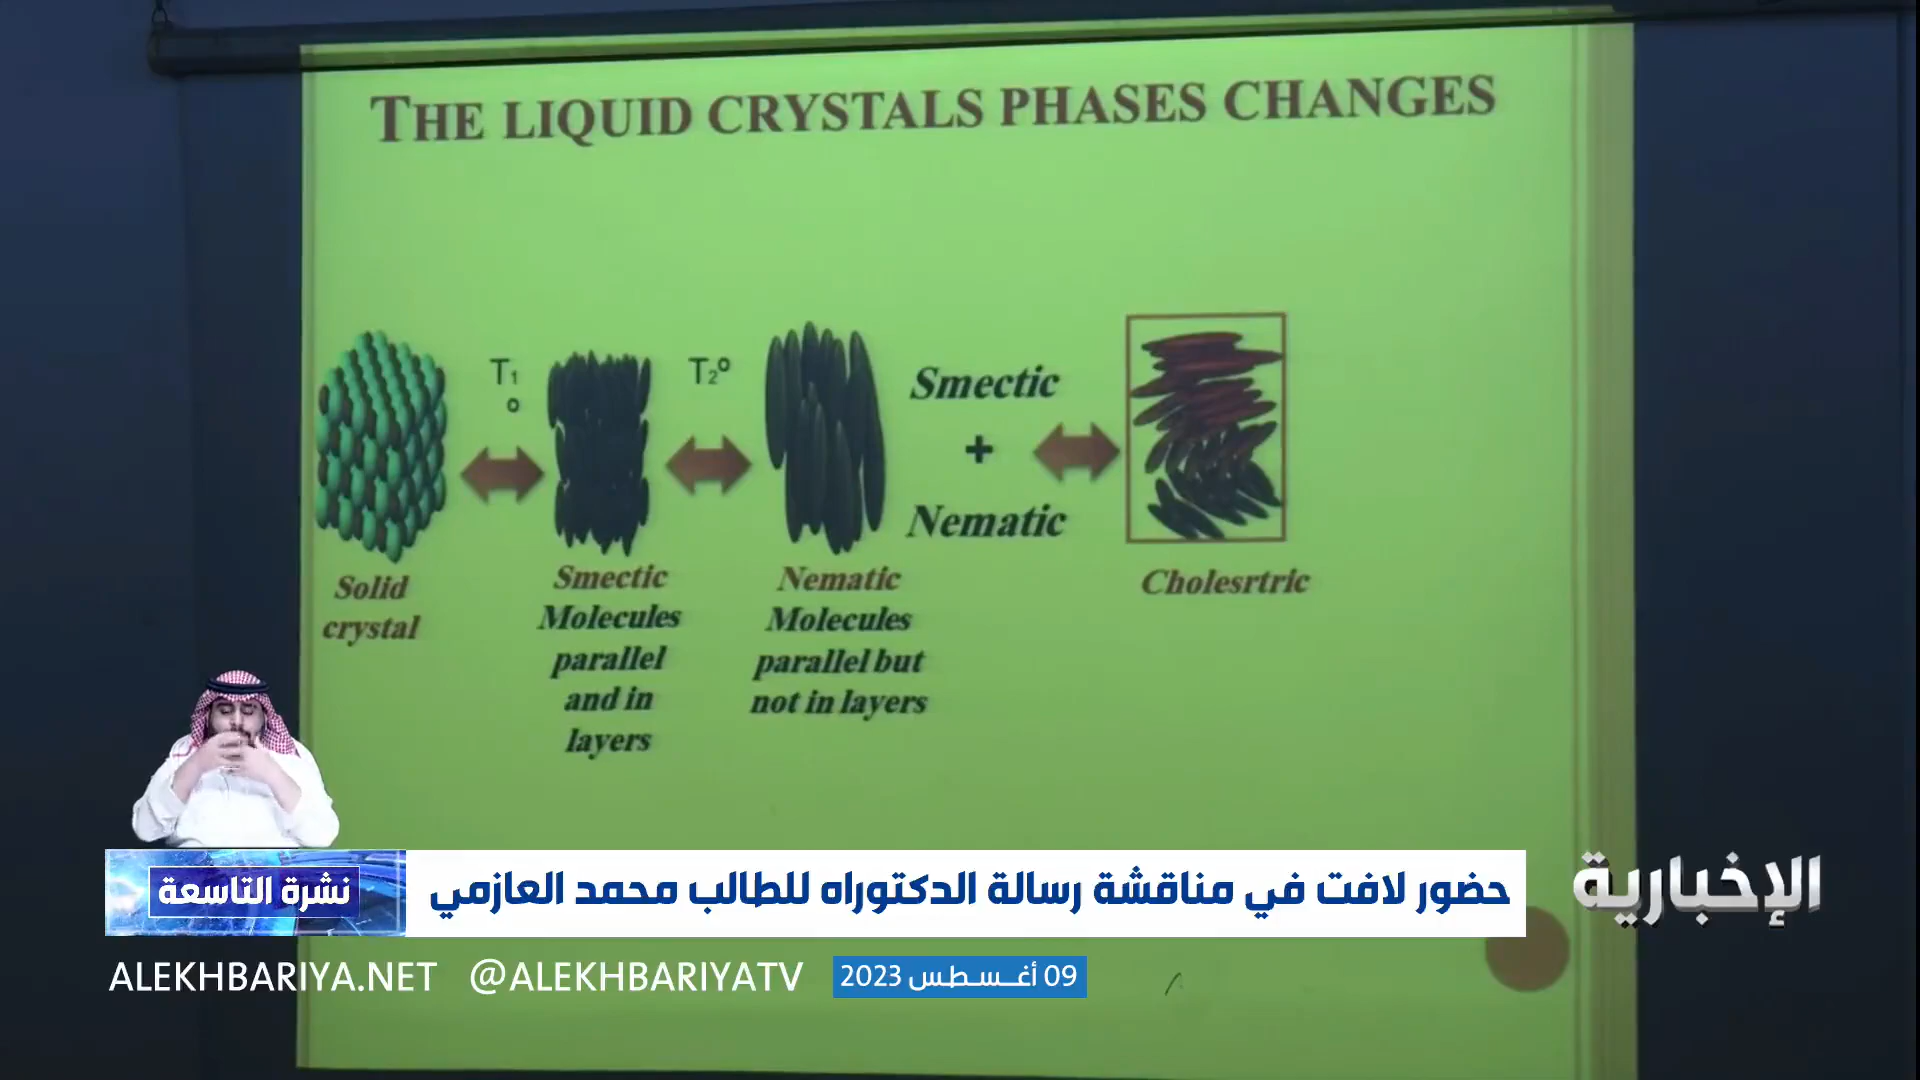 THE LIQUID CRYSTALS PHASES CHANGES
T₁°
T₂°
Smectic
+
Nematic
Solid
crystal
Smectic
Molecules
parallel
and in
layers
Nematic
Molecules
parallel but
not in layers
Cholesrtric
نشرة التاسعة
حضور لافت في مناقشة رسالة الدكتوراه للطالب محمد العازمي
الإخبارية
ALEKHBARIYA.NET @ALEKHBARIYATV 09 أغسطس 2023